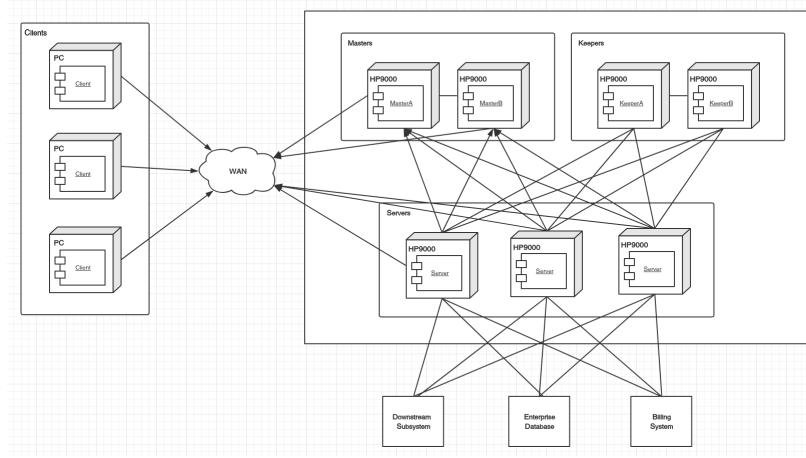 Clients
PC
Client
PC
Client
PC
Client
WAN
Masters
HP9000
MasterA
HP9000
MasterB
Keepers
HP9000
KeeperA
HP9000
KeeperB
Servers
HP9000
Server
HP9000
Server
HP9000
Server
Downstream
Subsystem
Enterprise
Database
Billing
System